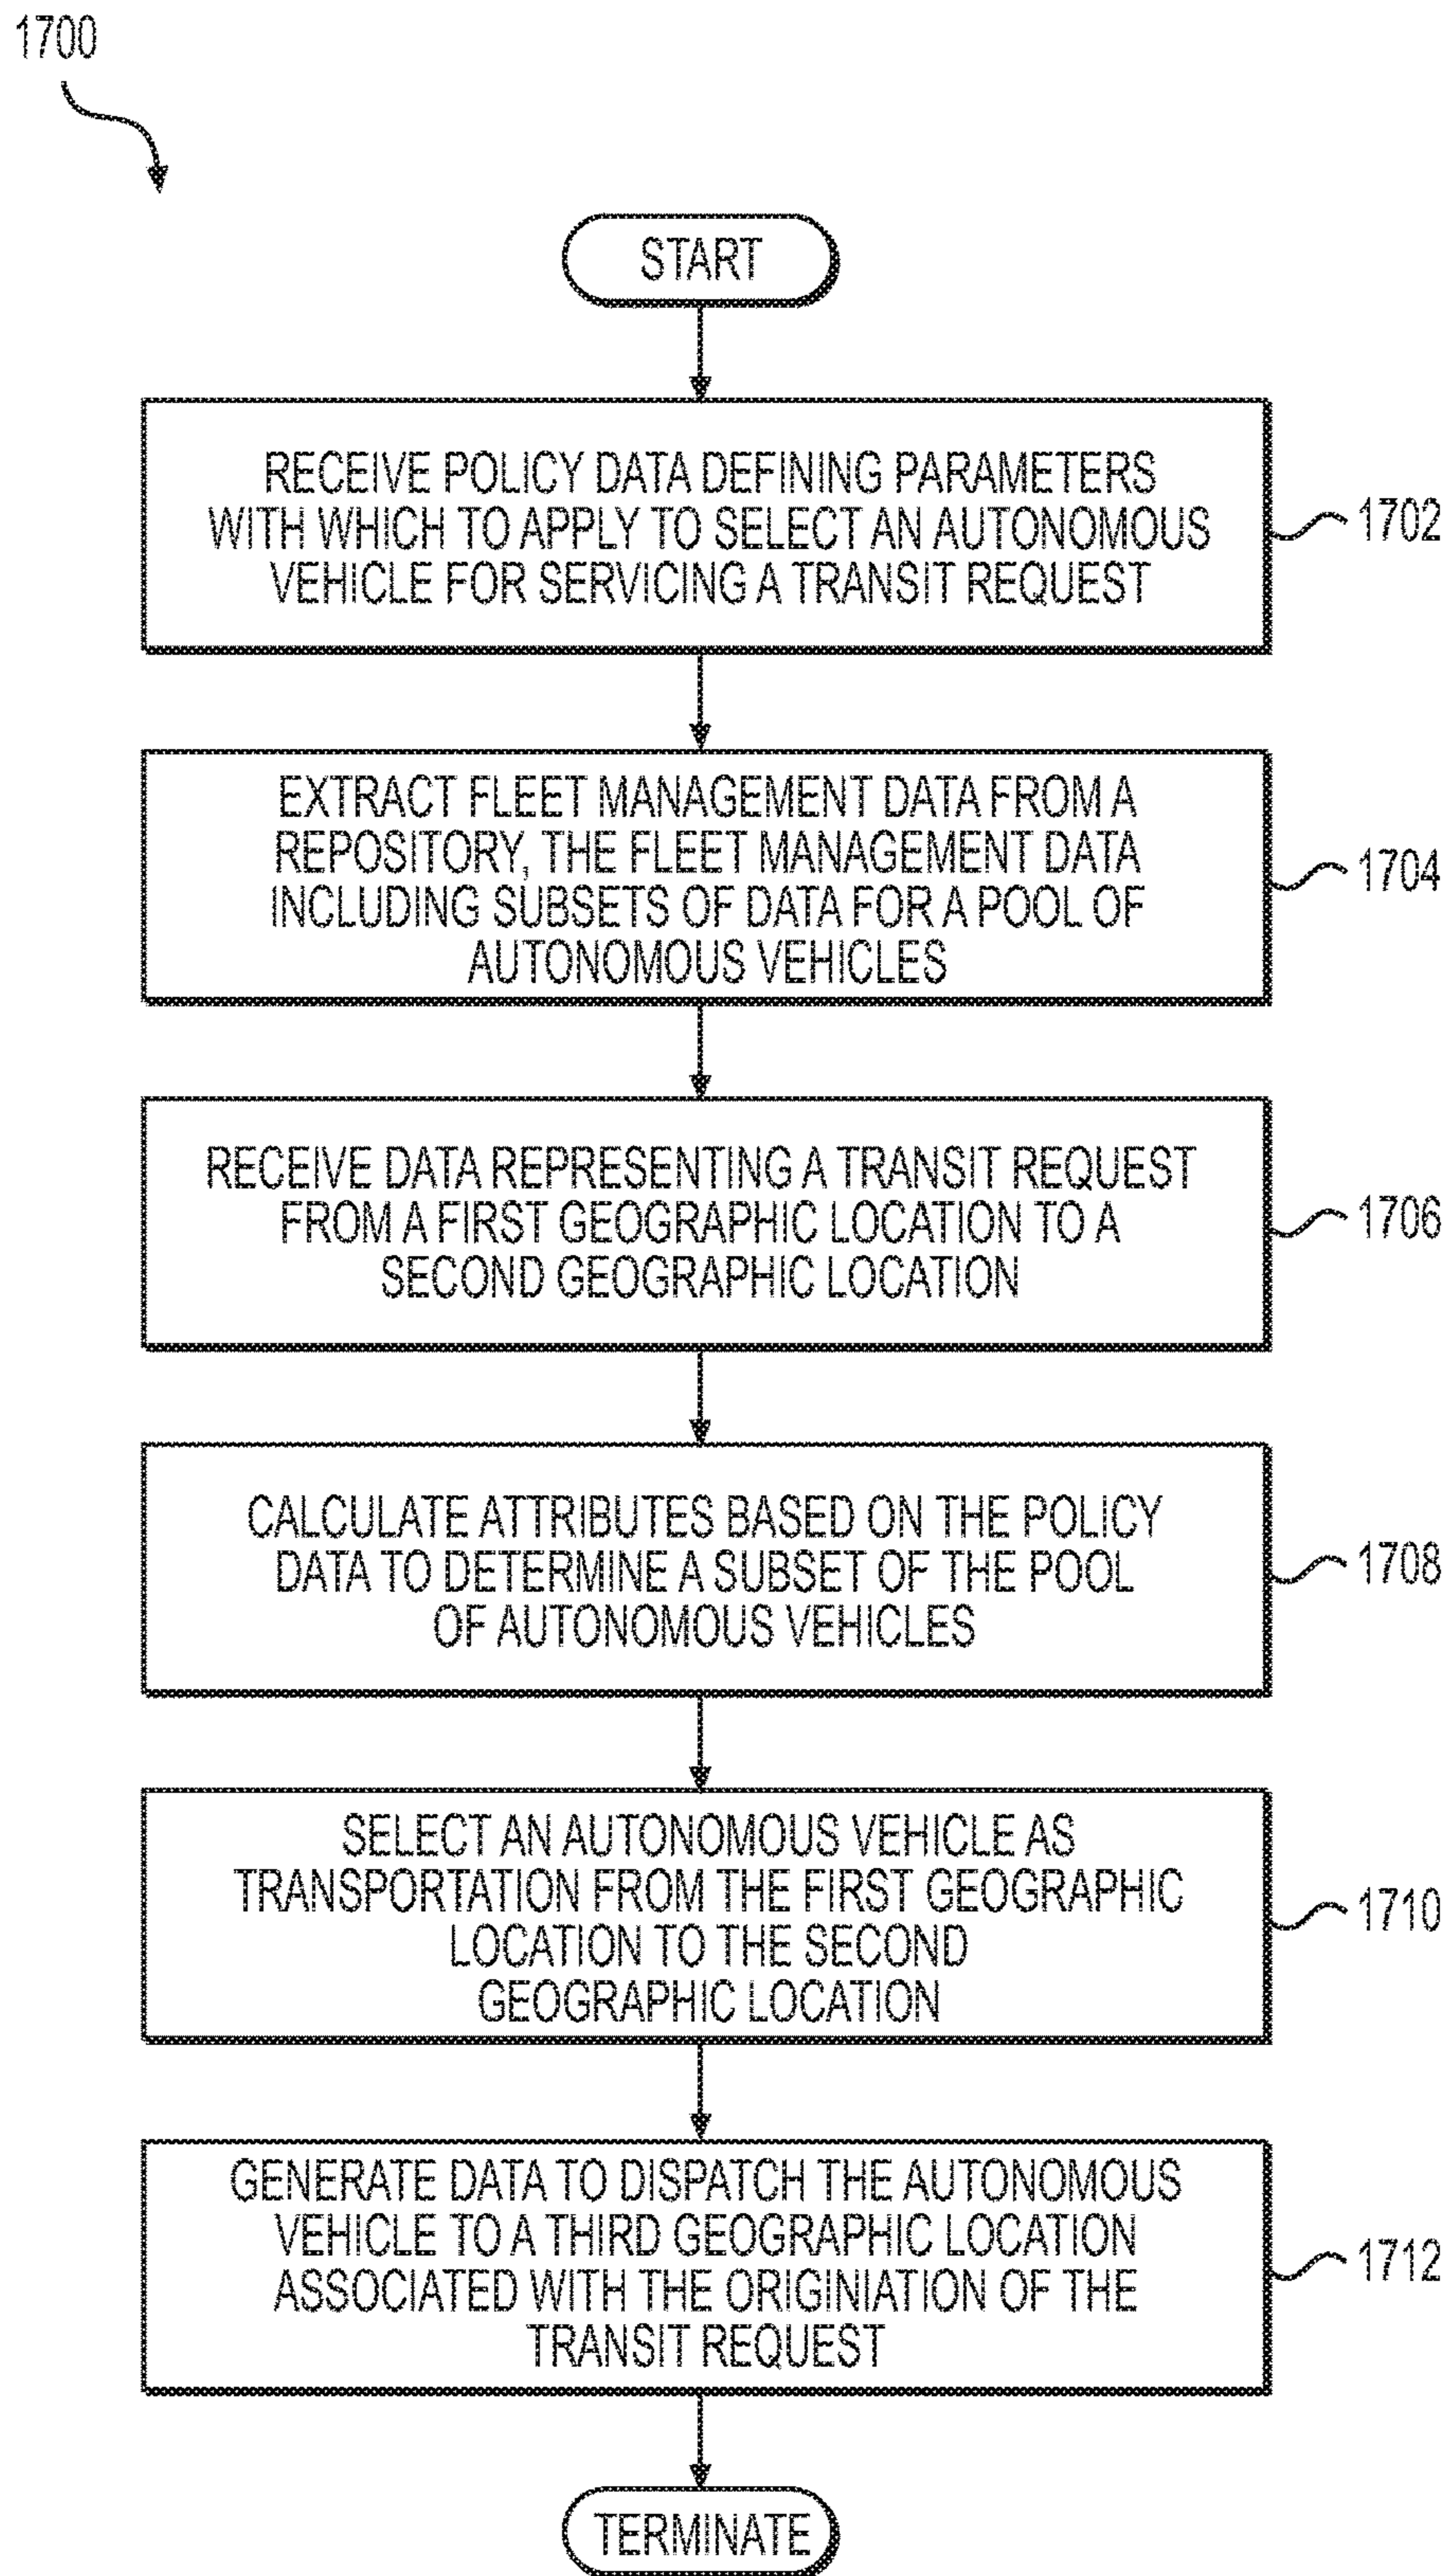 1700
START
RECEIVE POLICY DATA DEFINING PARAMETERS
WITH WHICH TO APPLY TO SELECT AN AUTONOMOUS
VEHICLE FOR SERVICING A TRANSIT REQUEST
1702
EXTRACT FLEET MANAGEMENT DATA FROM A
REPOSITORY, THE FLEET MANAGEMENT DATA
INCLUDING SUBSETS OF DATA FOR A POOL OF
AUTONOMOUS VEHICLES
1704
RECEIVE DATA REPRESENTING A TRANSIT REQUEST
FROM A FIRST GEOGRAPHIC LOCATION TO A
SECOND GEOGRAPHIC LOCATION
1706
CALCULATE ATTRIBUTES BASED ON THE POLICY
DATA TO DETERMINE A SUBSET OF THE POOL
OF AUTONOMOUS VEHICLES
1708
SELECT AN AUTONOMOUS VEHICLE AS
TRANSPORTATION FROM THE FIRST GEOGRAPHIC
LOCATION TO THE SECOND
GEOGRAPHIC LOCATION
1710
GENERATE DATA TO DISPATCH THE AUTONOMOUS
VEHICLE TO A THIRD GEOGRAPHIC LOCATION
ASSOCIATED WITH THE ORIGINIATION OF THE
TRANSIT REQUEST
1712
TERMINATE